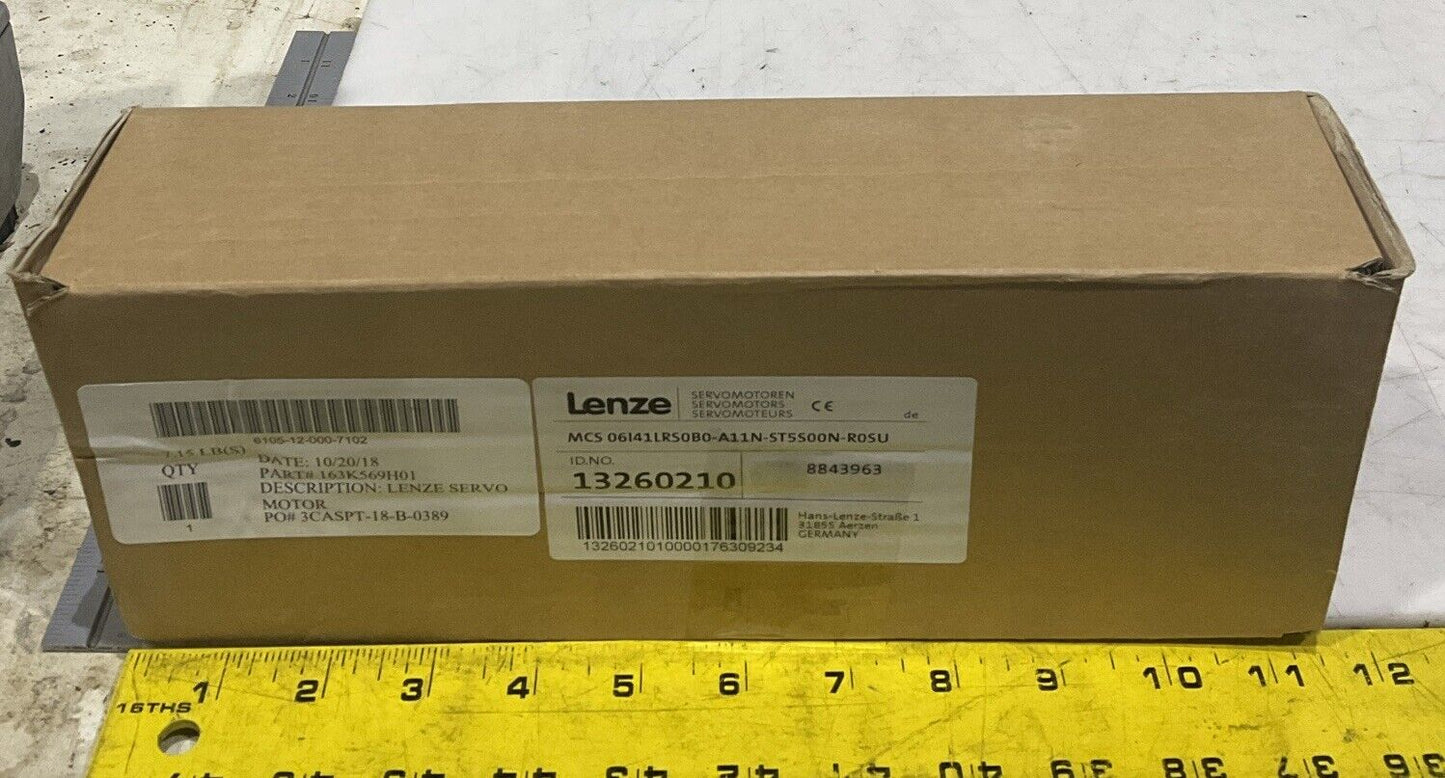 6105-12-000-7102
7.15 LB(S)
QTY
1
DATE: 10/20/18
PART# 163K569H01
DESCRIPTION: LENZE SERVO
MOTOR
PO# 3CASPT-18-B-0389
Lenze
SERVOMOTOREN
SERVOMOTORS
SERVOMOTEURS
CE
de
MCS 06I41LRS0B0-A11N-ST5S00N-R0SU
ID.NO.
13260210
8843963
1326021010000176309234
Hans-Lenze-Straße 1
31855 Aerzen
GERMANY
1 2 3 4 5 6 7 8 9 10 11 12
16THS